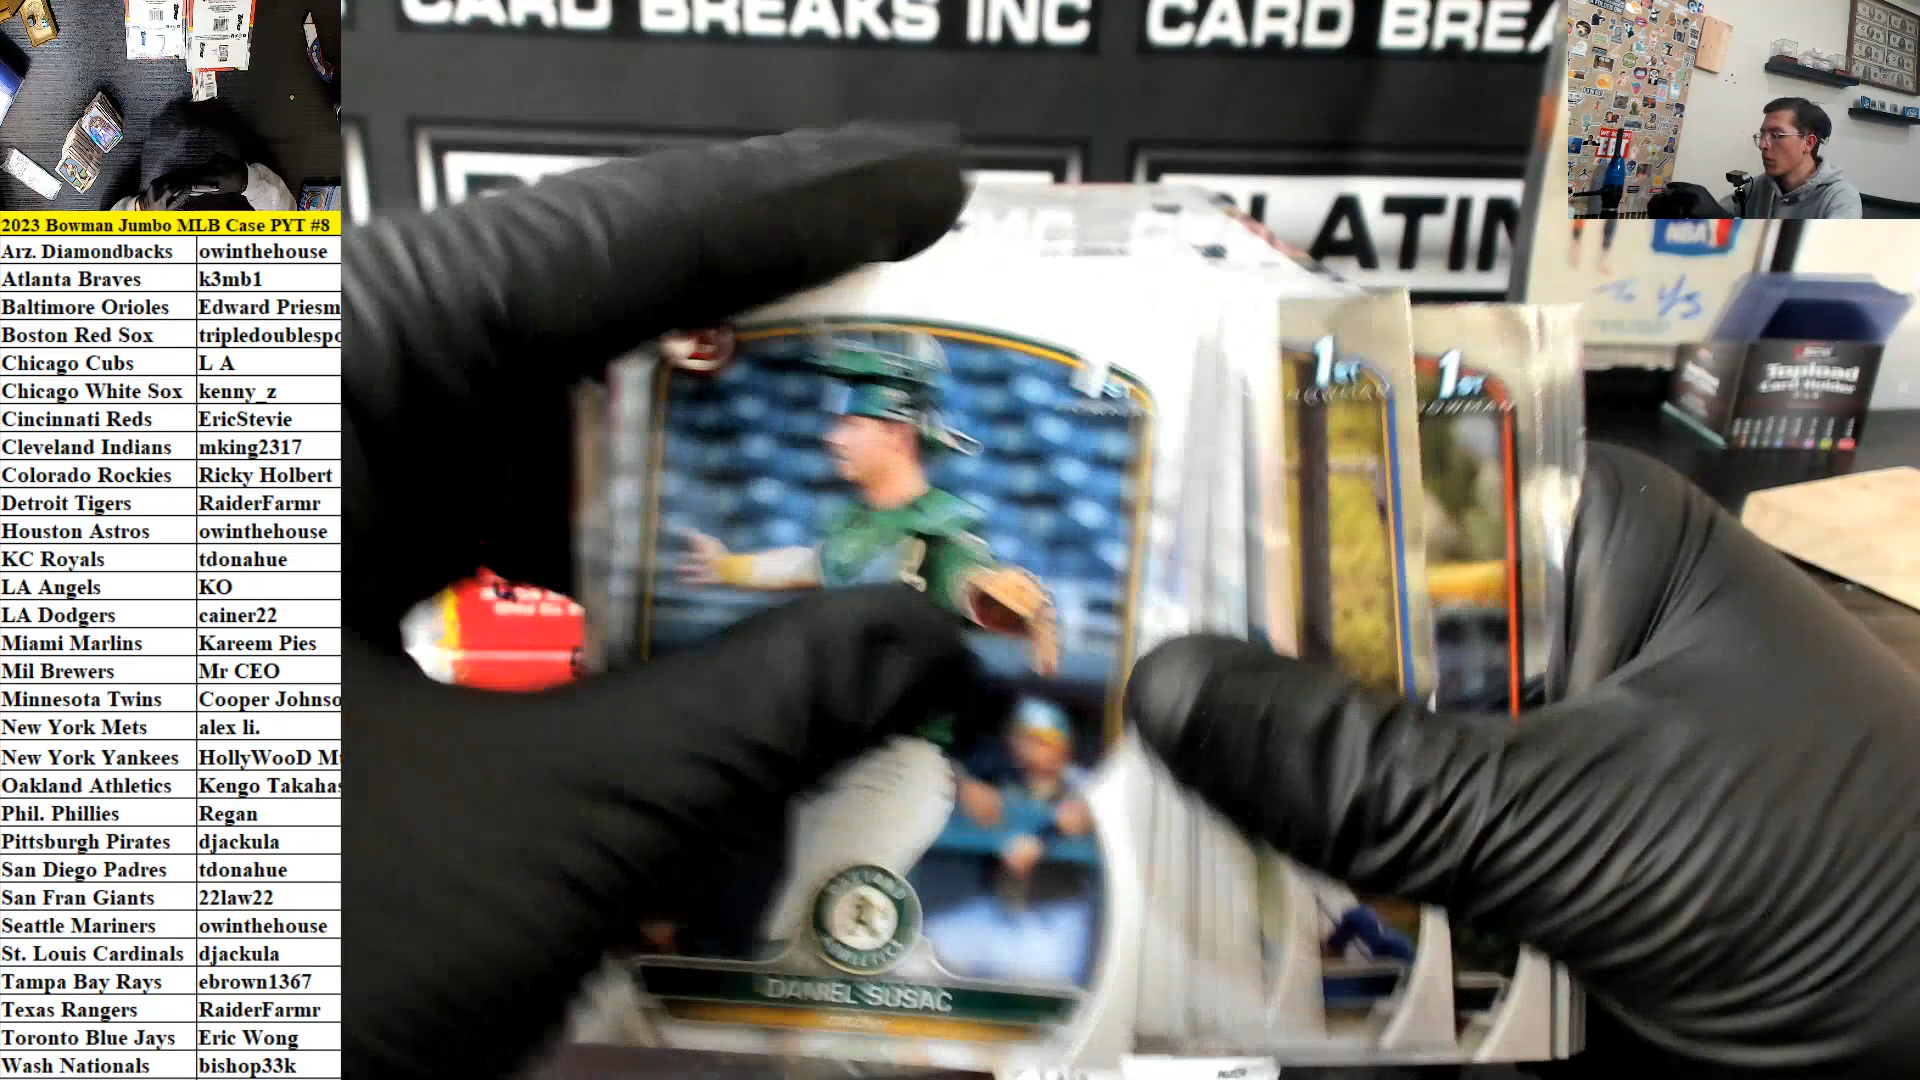 CARD BREAKS INC
CARD BREA
LATIN
2023 Bowman Jumbo MLB Case PYT #8
Arz. Diamondbacks owinthehouse
Atlanta Braves k3mb1
Baltimore Orioles Edward Priesm
Boston Red Sox tripledoublespo
Chicago Cubs L A
Chicago White Sox kenny_z
Cincinnati Reds EricStevie
Cleveland Indians mking2317
Colorado Rockies Ricky Holbert
Detroit Tigers RaiderFarmr
Houston Astros owinthehouse
KC Royals tdonahue
LA Angels KO
LA Dodgers cainer22
Miami Marlins Kareem Pies
Mil Brewers Mr CEO
Minnesota Twins Cooper Johnso
New York Mets alex li.
New York Yankees HollyWooD Mu
Oakland Athletics Kengo Takahas
Phil. Phillies Regan
Pittsburgh Pirates djackula
San Diego Padres tdonahue
San Fran Giants 22law22
Seattle Mariners owinthehouse
St. Louis Cardinals djackula
Tampa Bay Rays ebrown1367
Texas Rangers RaiderFarmr
Toronto Blue Jays Eric Wong
Wash Nationals bishop33k
1st
BOWMAN
1st
BOWMAN
DANIEL SUSAC
NBA
Topload
Card Holder